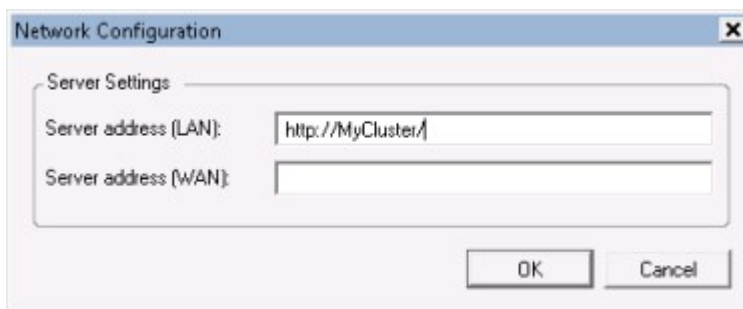 Network Configuration
Server Settings
Server address (LAN): http://MyCluster/
Server address (WAN):
OK Cancel